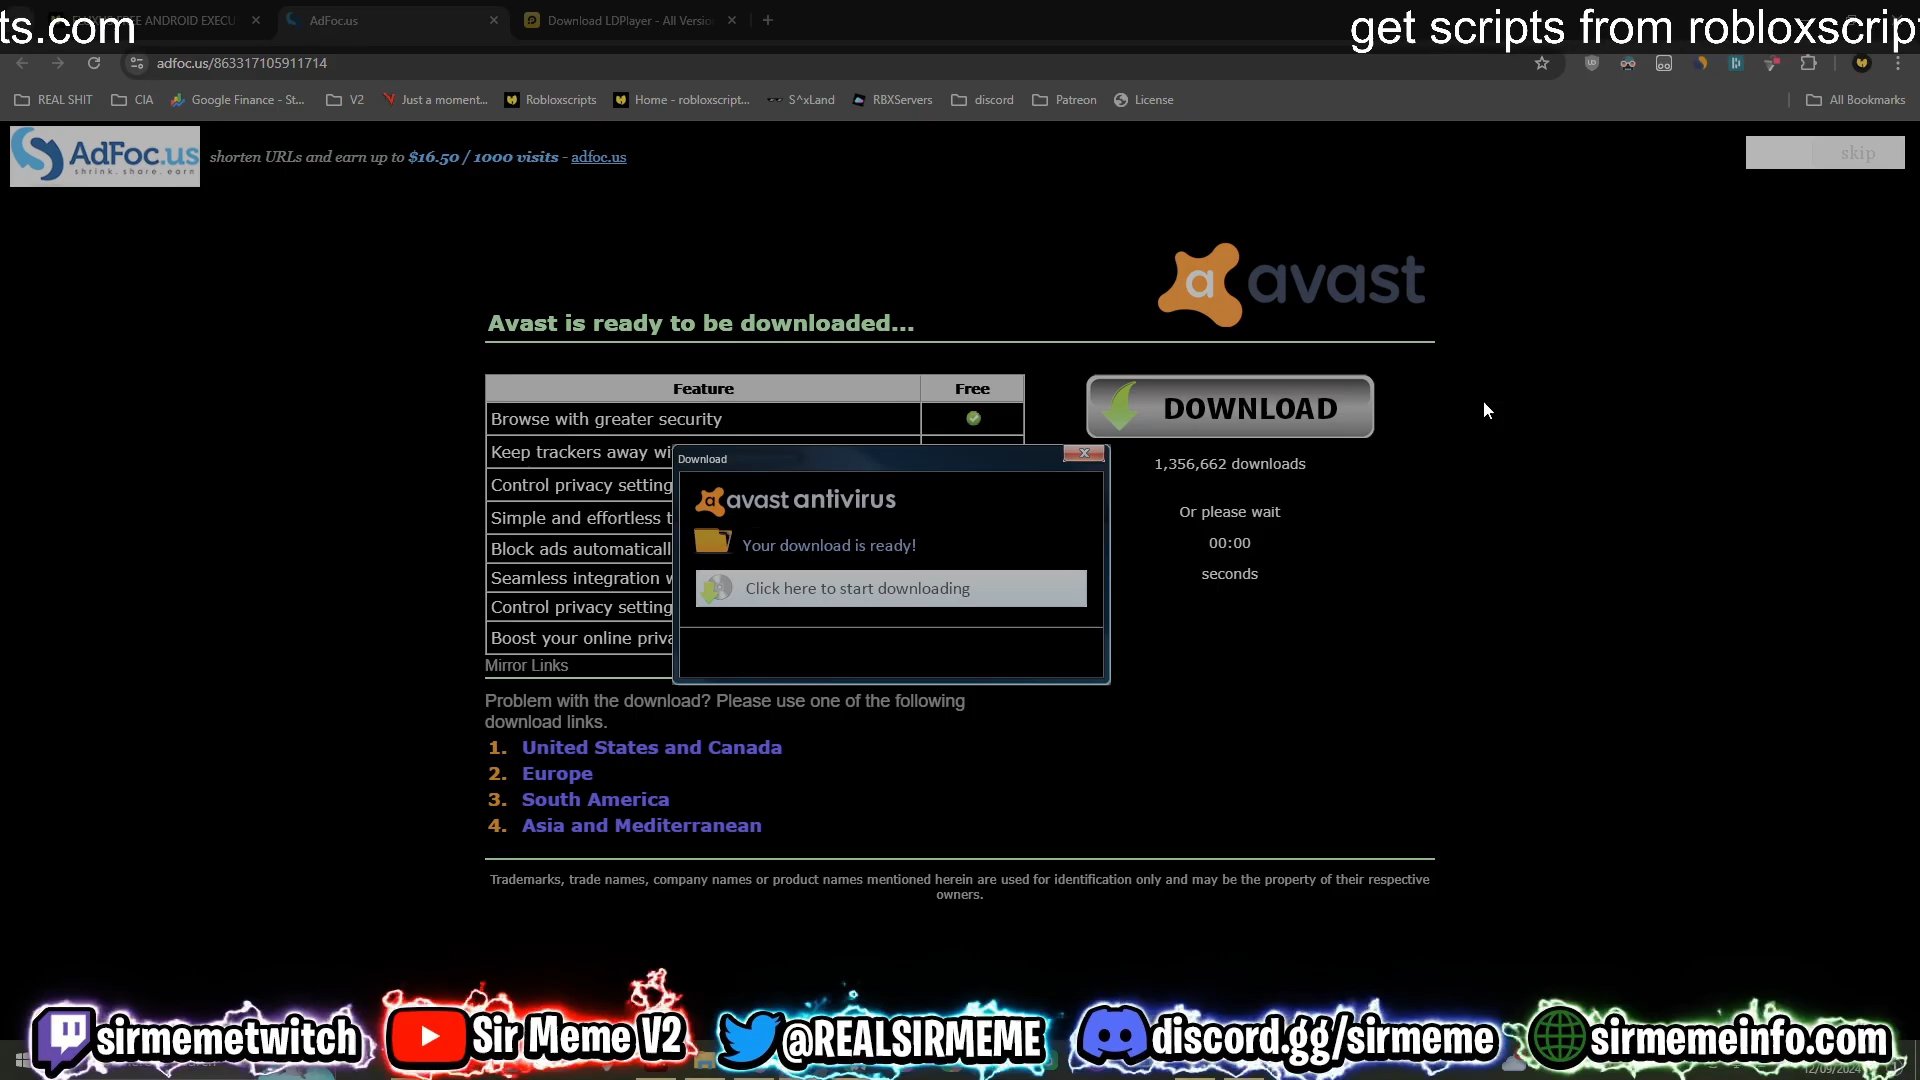 ts.com
get scripts from robloxscrip
FREE ANDROID EXECU
AdFoc.us
Download LDPlayer - All Version
adfoc.us/863317105911714
REAL SHIT
CIA
Google Finance - St...
V2
Just a moment...
Robloxscripts
Home - robloxscript...
S^xLand
RBXServers
discord
Patreon
License
All Bookmarks
AdFoc.us
shrink. share. earn
shorten URLs and earn up to $16.50 / 1000 visits - adfoc.us
skip
avast
Avast is ready to be downloaded...
Feature Free
Browse with greater security
Keep trackers away wi
Control privacy setting
Simple and effortless t
Block ads automaticall
Seamless integration w
Control privacy setting
Boost your online priva
DOWNLOAD
1,356,662 downloads
Or please wait
00:00
seconds
Download
avast antivirus
Your download is ready!
Click here to start downloading
Mirror Links
Problem with the download? Please use one of the following
download links.
1. United States and Canada
2. Europe
3. South America
4. Asia and Mediterranean
Trademarks, trade names, company names or product names mentioned herein are used for identification only and may be the property of their respective
owners.
sirmemetwitch
Sir Meme V2
@REALSIRMEME
discord.gg/sirmeme
sirmemeinfo.com
12/09/2024